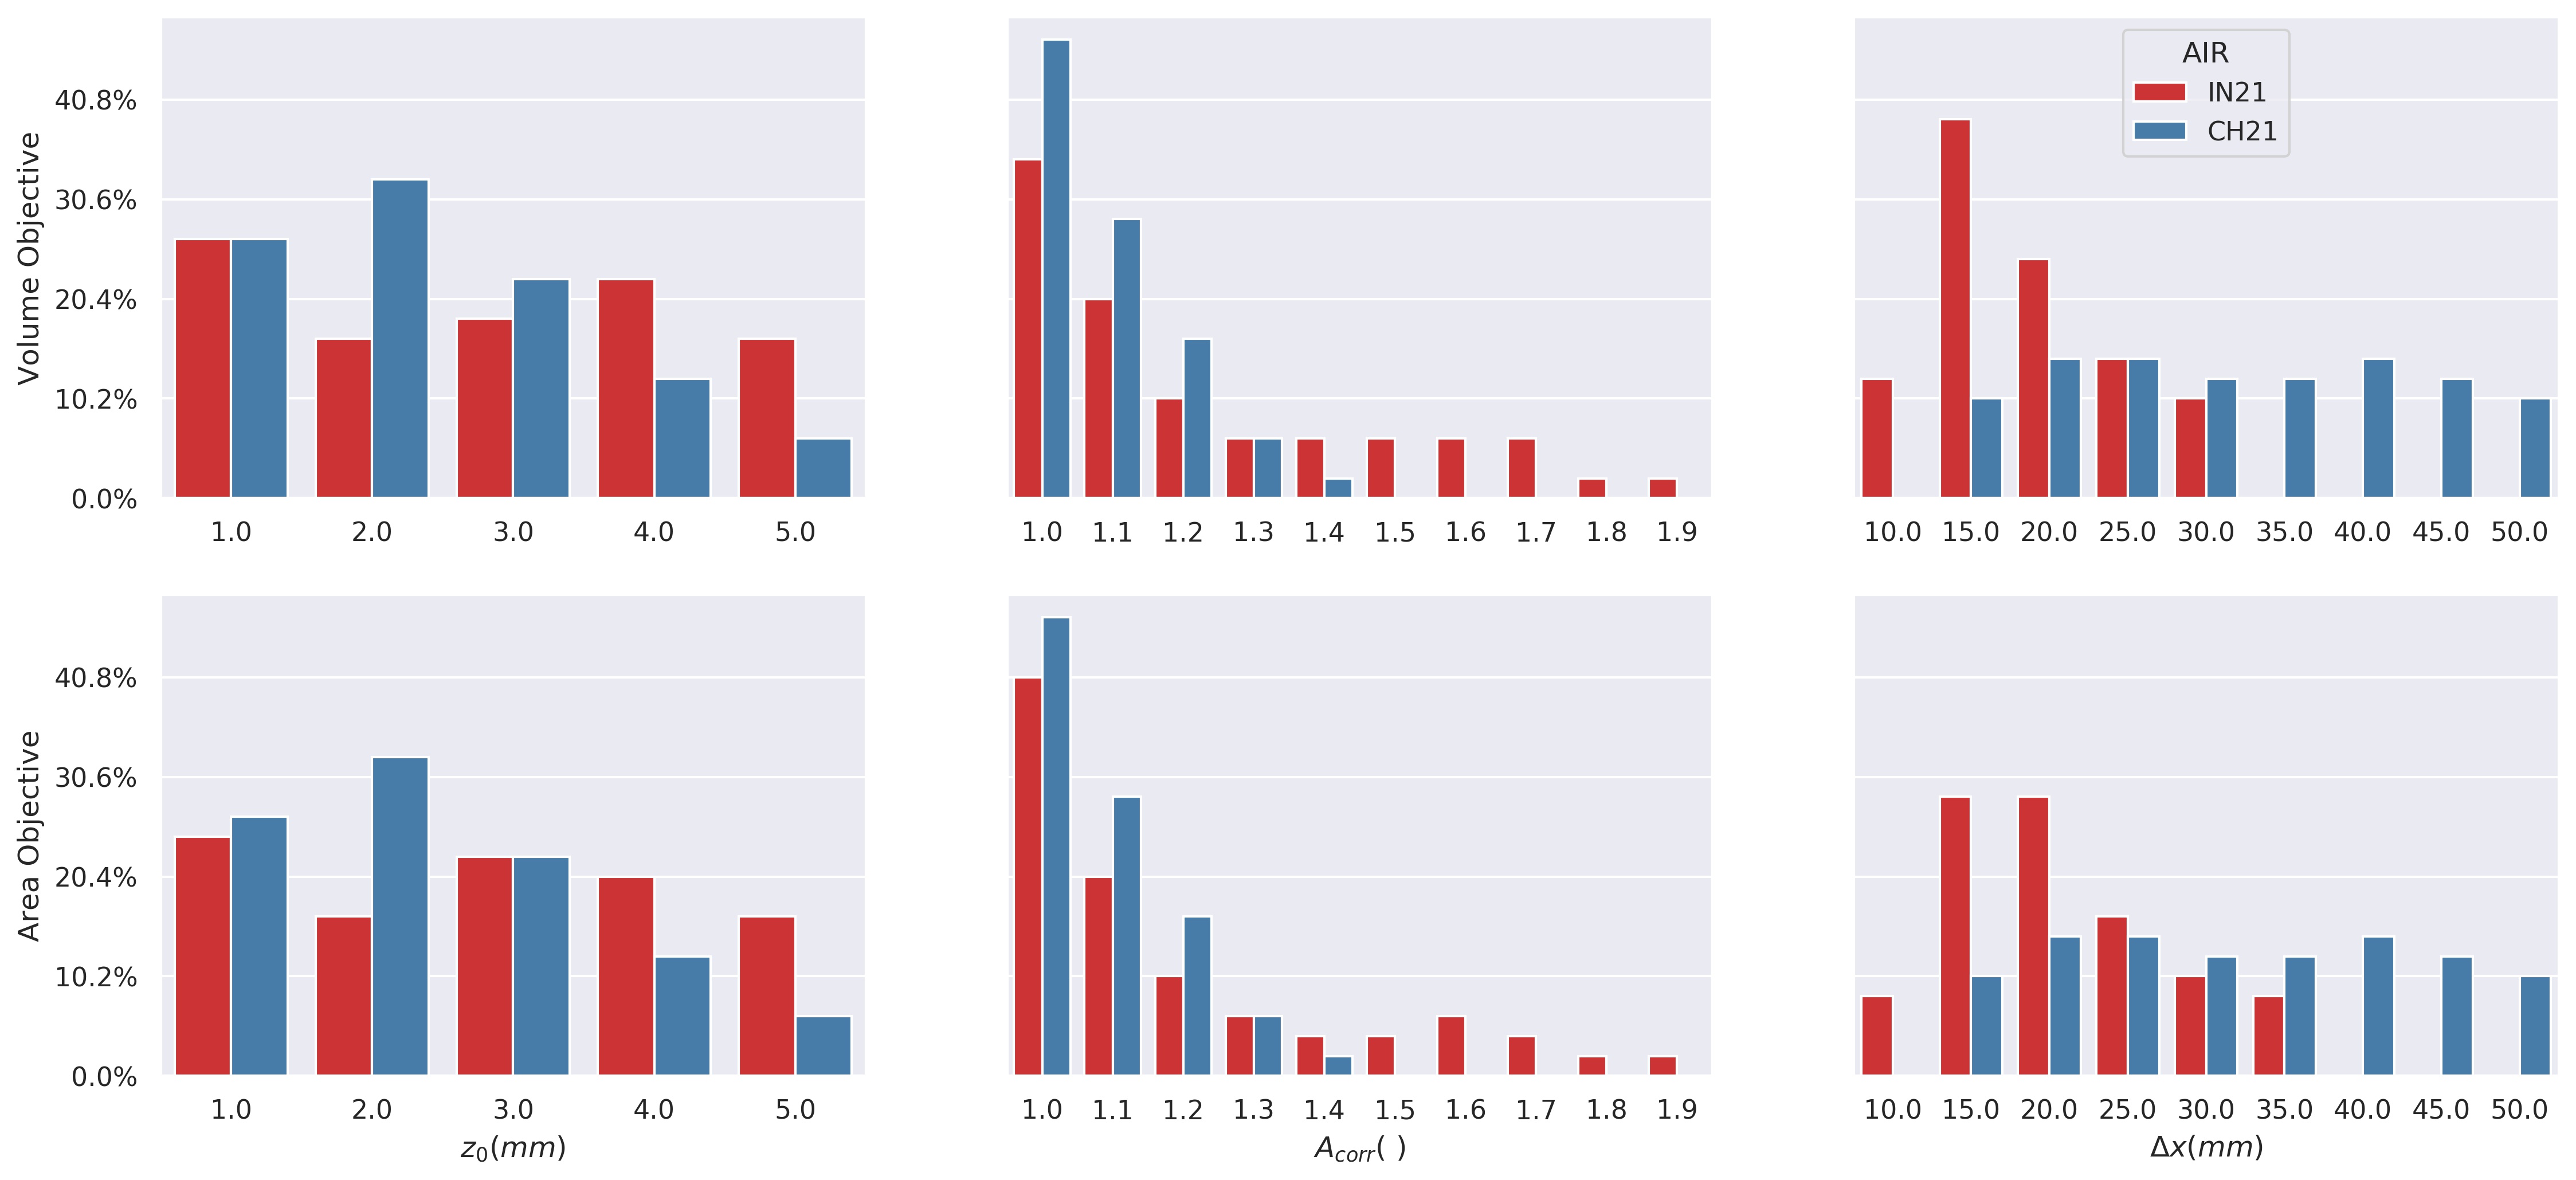 Volume Objective
40.8%
30.6%
20.4%
10.2%
0.0%
1.0 2.0 3.0 4.0 5.0
1.0 1.1 1.2 1.3 1.4 1.5 1.6 1.7 1.8 1.9
AIR
IN21
CH21
10.0 15.0 20.0 25.0 30.0 35.0 40.0 45.0 50.0
Area Objective
40.8%
30.6%
20.4%
10.2%
0.0%
1.0 2.0 3.0 4.0 5.0
z₀(mm)
1.0 1.1 1.2 1.3 1.4 1.5 1.6 1.7 1.8 1.9
A_corr( )
10.0 15.0 20.0 25.0 30.0 35.0 40.0 45.0 50.0
Δx(mm)